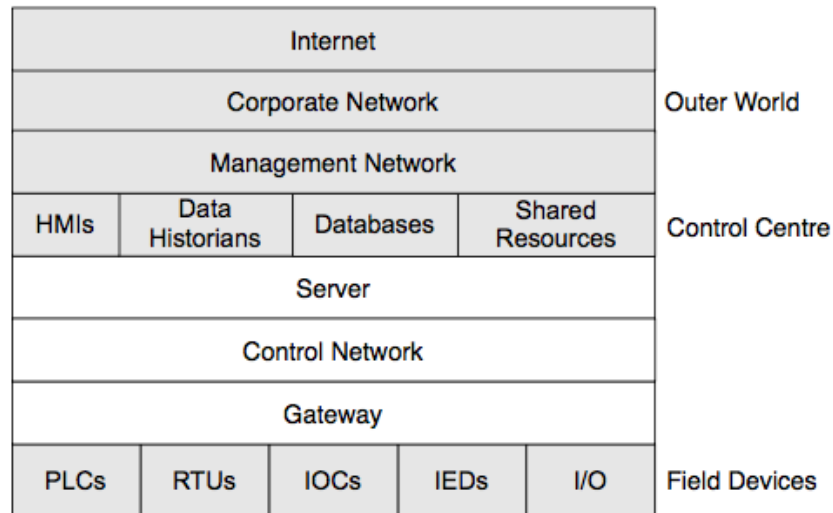 Internet
Corporate Network
Outer World
Management Network
HMIs
Data
Historians
Databases
Shared
Resources
Control Centre
Server
Control Network
Gateway
PLCs
RTUs
IOCs
IEDs
I/O
Field Devices